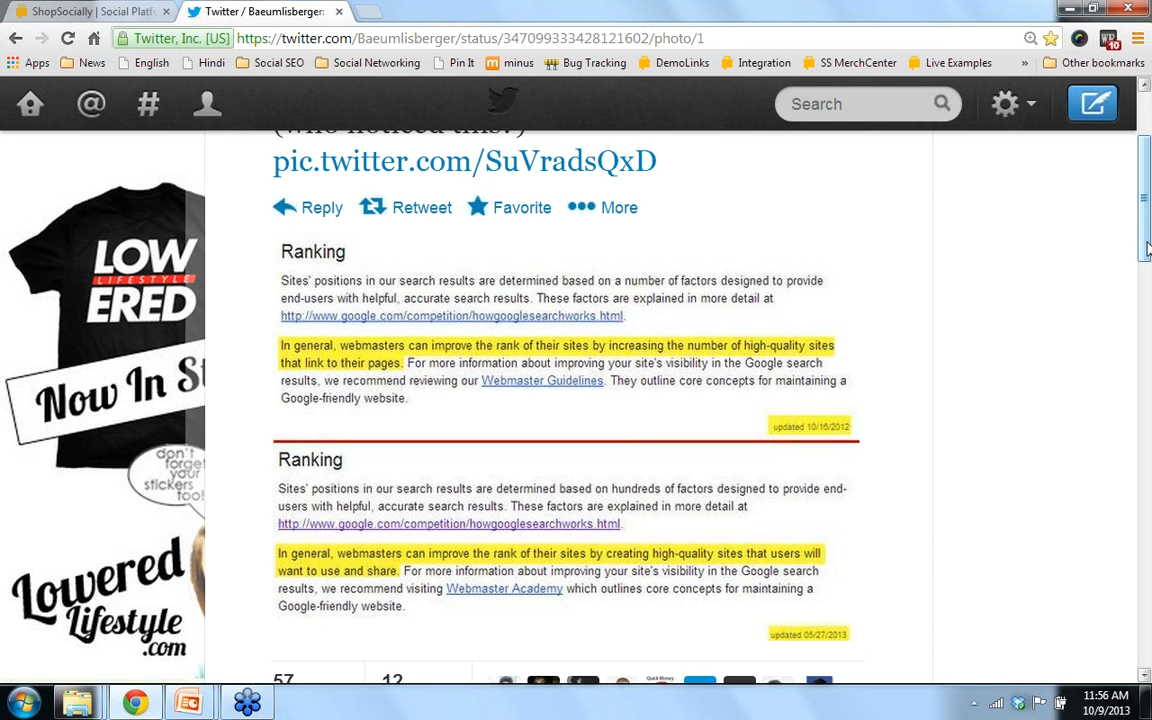 ShopSocially | Social Platf
Twitter / Baeumlisberger:
Twitter, Inc. [US]
https://twitter.com/Baeumlisberger/status/347099333428121602/photo/1
10
Apps
News
English
Hindi
Social SEO
Social Networking
Pin It
minus
Bug Tracking
DemoLinks
Integration
SS MerchCenter
Live Examples
»
Other bookmarks
Search
(who noticed this?)
pic.twitter.com/SuVradsQxD
Reply
Retweet
Favorite
More
Ranking
Sites' positions in our search results are determined based on a number of factors designed to provide
end-users with helpful, accurate search results. These factors are explained in more detail at
http://www.google.com/competition/howgooglesearchworks.html.
In general, webmasters can improve the rank of their sites by increasing the number of high-quality sites
that link to their pages. For more information about improving your site's visibility in the Google search
results, we recommend reviewing our Webmaster Guidelines. They outline core concepts for maintaining a
Google-friendly website.
updated 10/16/2012
Ranking
Sites' positions in our search results are determined based on hundreds of factors designed to provide end-
users with helpful, accurate search results. These factors are explained in more detail at
http://www.google.com/competition/howgooglesearchworks.html.
In general, webmasters can improve the rank of their sites by creating high-quality sites that users will
want to use and share. For more information about improving your site's visibility in the Google search
results, we recommend visiting Webmaster Academy which outlines core concepts for maintaining a
Google-friendly website.
updated 05/27/2013
57
12
Quick Money
LOW
LIFESTYLE
ERED
Now In St
don't
forget
your
stickers
too!
Lowered
Lifestyle
.com
11:56 AM
10/9/2013